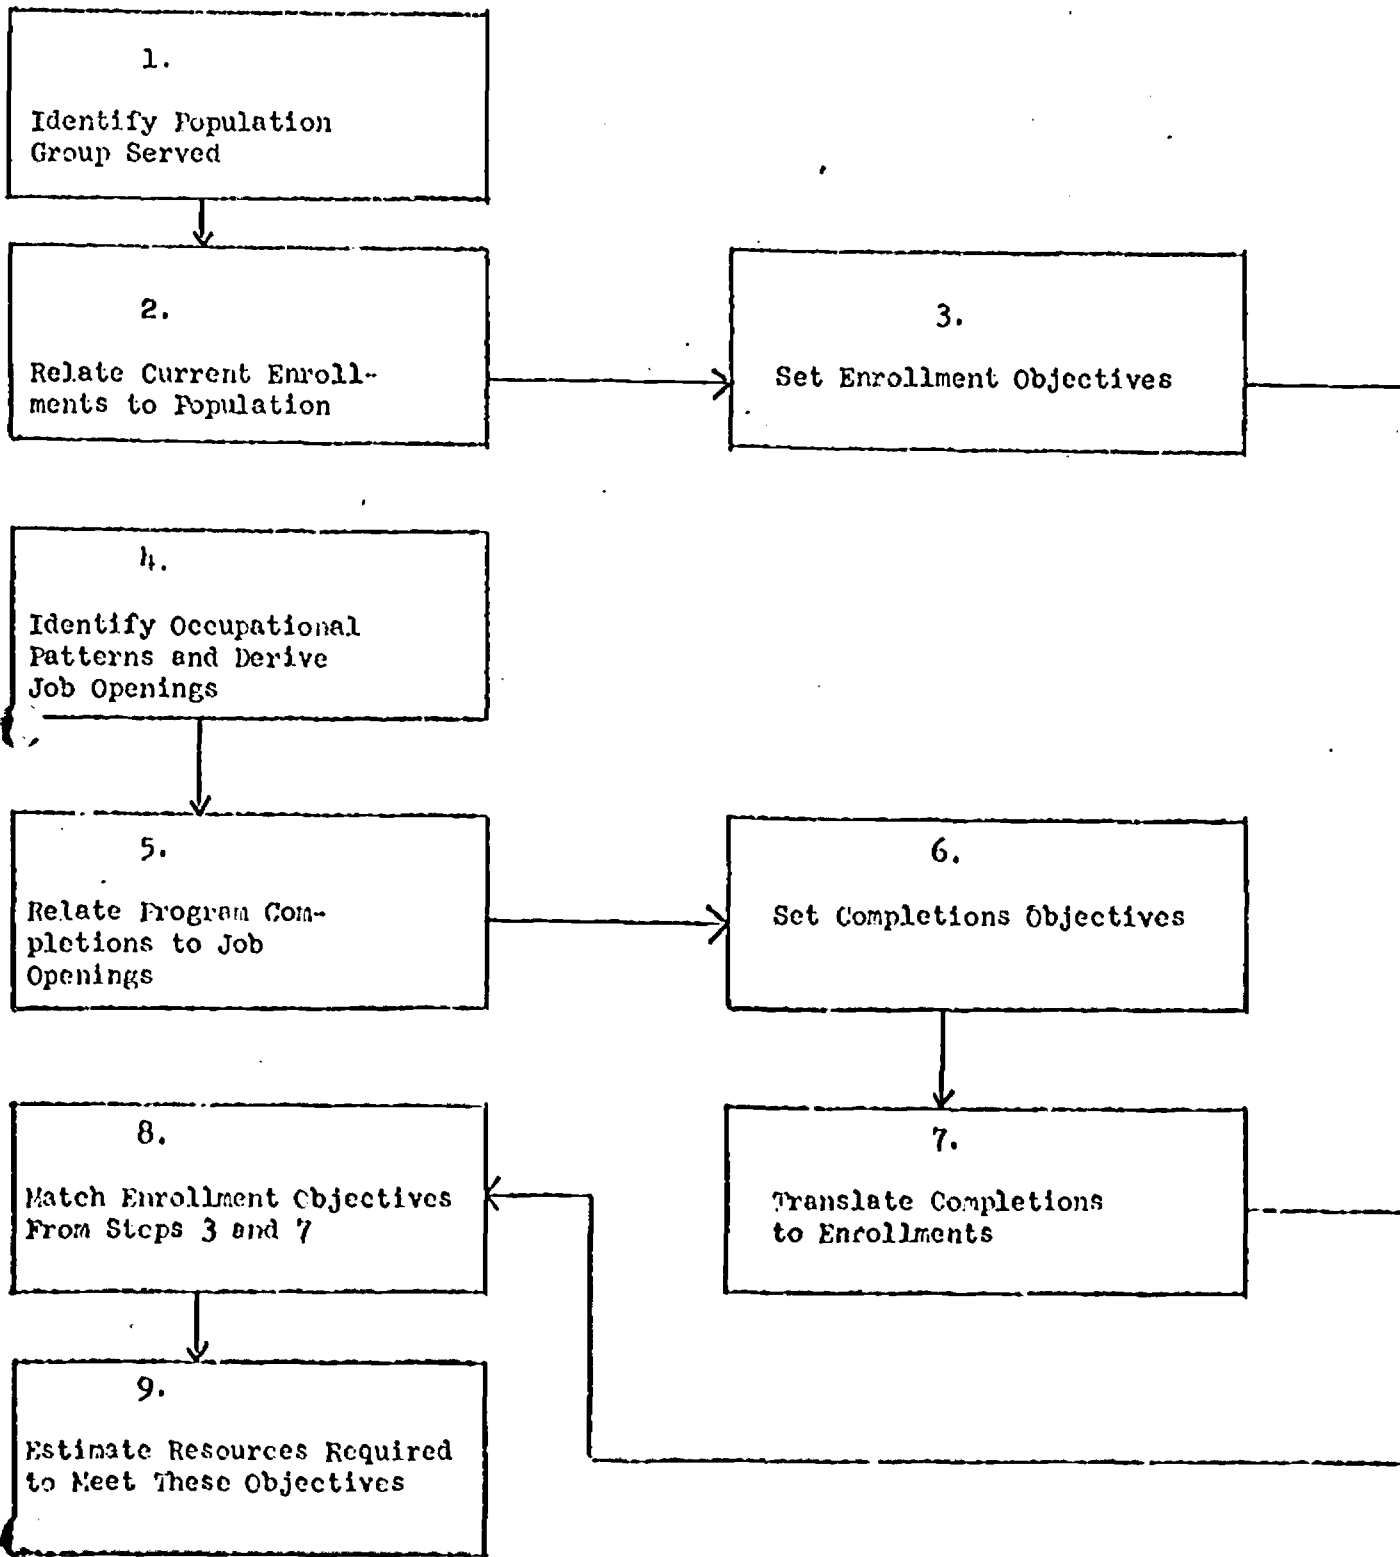 1.
Identify Population
Group Served
2.
Relate Current Enroll-
ments to Population
3.
Set Enrollment Objectives
4.
Identify Occupational
Patterns and Derive
Job Openings
5.
Relate Program Com-
pletions to Job
Openings
6.
Set Completions Objectives
7.
Translate Completions
to Enrollments
8.
Match Enrollment Objectives
From Steps 3 and 7
9.
Estimate Resources Required
to Meet These Objectives